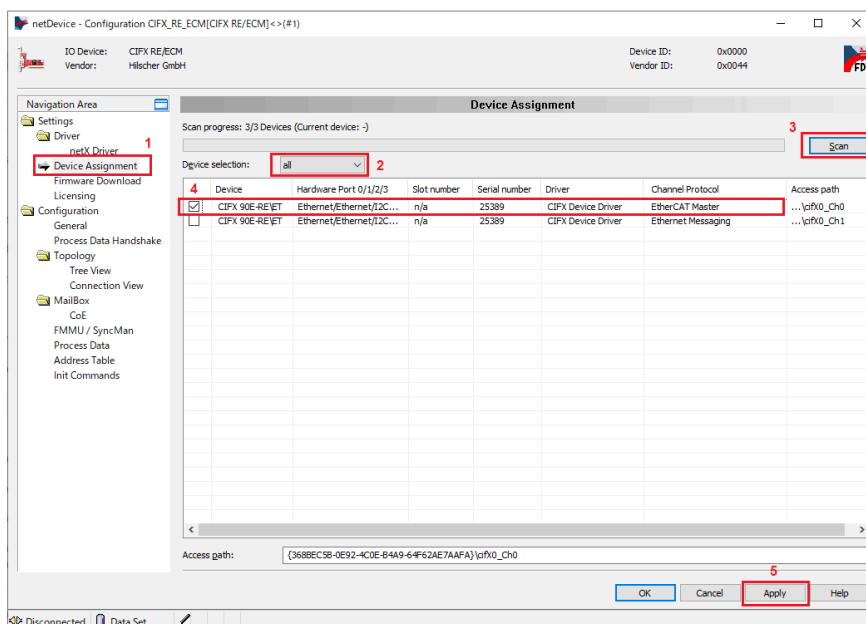 netDevice - Configuration CIFX_RE_ECM[CIFX RE/ECM]<>(#1)
IO Device: CIFX RE/ECM Device ID: 0x0000
Vendor: Hilscher GmbH Vendor ID: 0x0044
FD
Navigation Area
Settings
Driver
netX Driver
1
Device Assignment
Firmware Download
Licensing
Configuration
General
Process Data Handshake
Topology
Tree View
Connection View
MailBox
CoE
FMMU / SyncMan
Process Data
Address Table
Init Commands
Device Assignment
Scan progress: 3/3 Devices (Current device: -)
3
Scan
Device selection: all 2
4 Device Hardware Port 0/1/2/3 Slot number Serial number Driver Channel Protocol Access path
CIFX 90E-RE\ET Ethernet/Ethernet/I2C... n/a 25389 CIFX Device Driver EtherCAT Master ...\cifX0_Ch0
CIFX 90E-RE\ET Ethernet/Ethernet/I2C... n/a 25389 CIFX Device Driver Ethernet Messaging ...\cifX0_Ch1
Access path: {368BEC5B-0E92-4C0E-B4A9-64F62AE7AAFA}\cifX0_Ch0
5
OK Cancel Apply Help
Disconnected Data Set